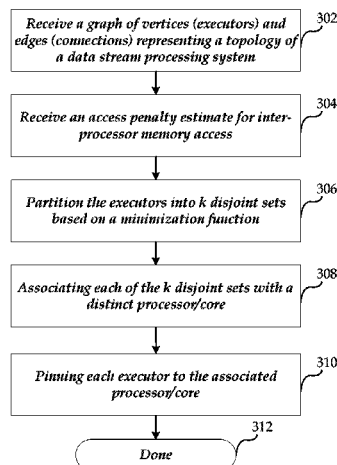 Receive a graph of vertices (executors) and
edges (connections) representing a topology of
a data stream processing system
302
Receive an access penalty estimate for inter-
processor memory access
304
Partition the executors into k disjoint sets
based on a minimization function
306
Associating each of the k disjoint sets with a
distinct processor/core
308
Pinning each executor to the associated
processor/core
310
Done
312